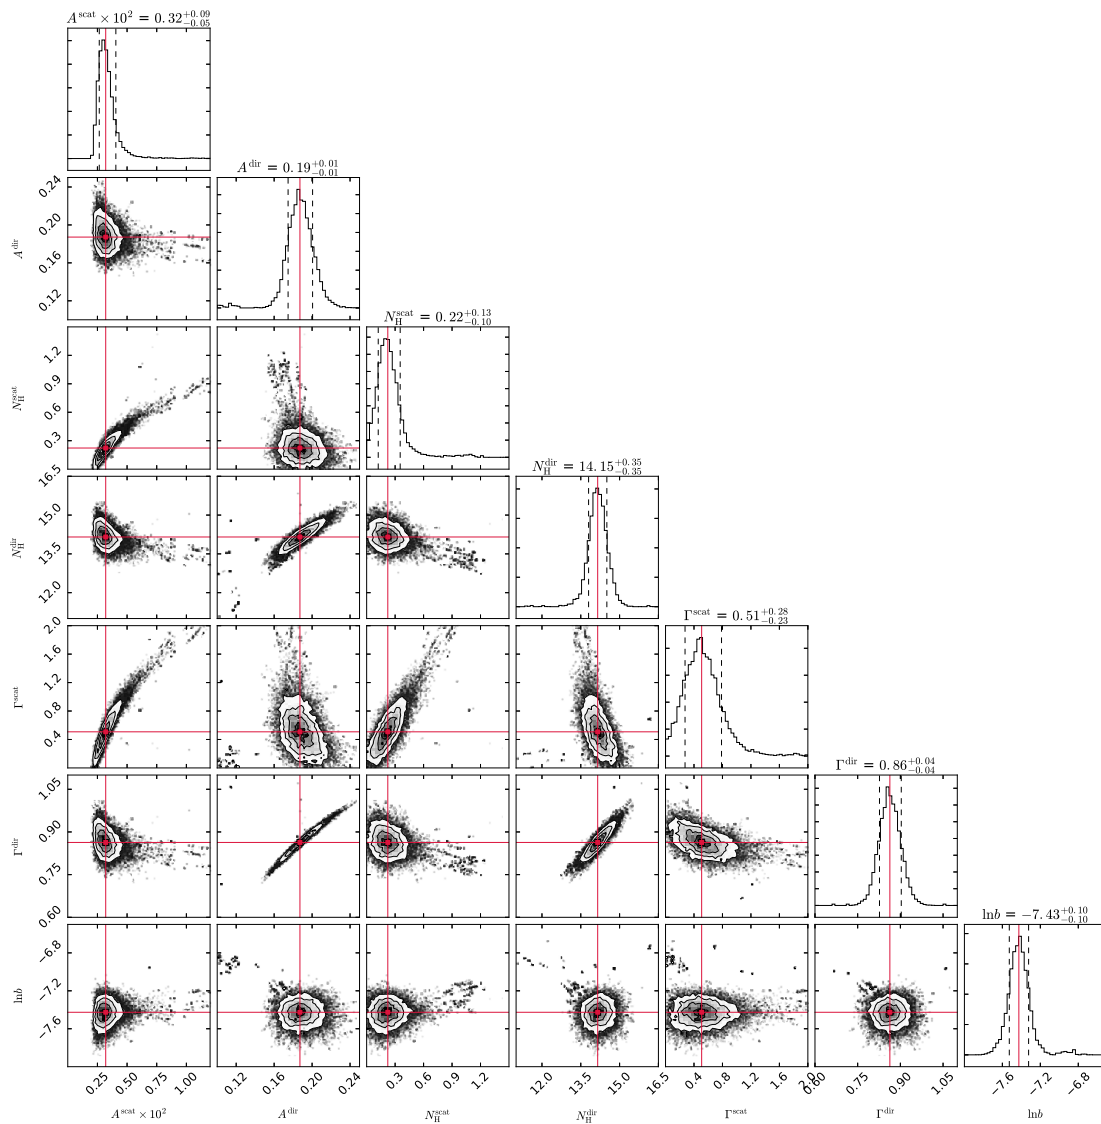 A^scat × 10^2 = 0.32^{+0.09}_{-0.05}
A^dir = 0.19^{+0.01}_{-0.01}
0.24
0.20
0.16
0.12
A^dir
N_H^scat = 0.22^{+0.13}_{-0.10}
1.2
0.9
0.6
0.3
N_H^scat
N_H^dir = 14.15^{+0.35}_{-0.35}
16.5
15.0
13.5
12.0
N_H^dir
Γ^scat = 0.51^{+0.28}_{-0.23}
2.0
1.6
1.2
0.8
0.4
Γ^scat
Γ^dir = 0.86^{+0.04}_{-0.04}
1.05
0.90
0.75
0.60
Γ^dir
lnb = −7.43^{+0.10}_{-0.10}
−6.8
−7.2
−7.6
lnb
0.25 0.50 0.75 1.00 0.12 0.16 0.20 0.24 0.3 0.6 0.9 1.2 12.0 13.5 15.0 16.5 0.4 0.8 1.2 1.6 2.0 0.60 0.75 0.90 1.05 −7.6 −7.2 −6.8
A^scat × 10^2 A^dir N_H^scat N_H^dir Γ^scat Γ^dir lnb